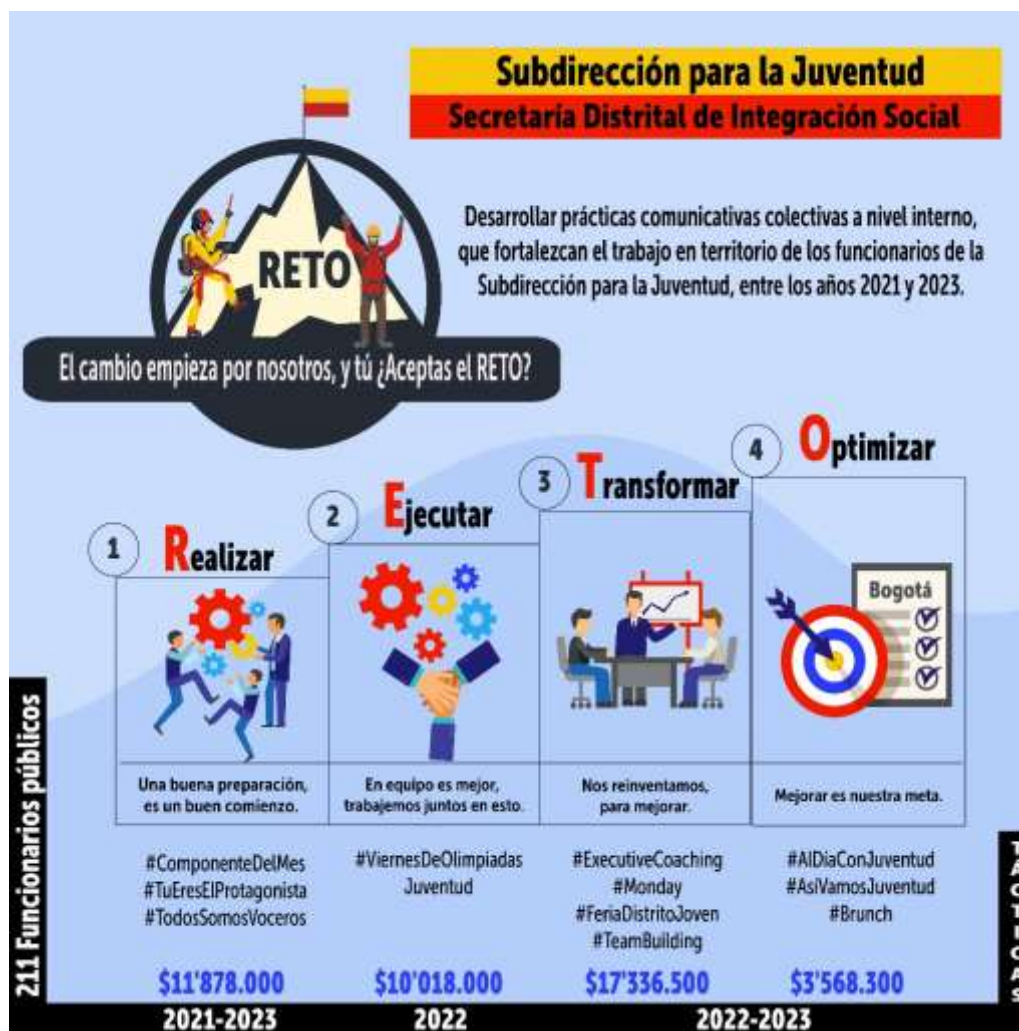 Subdirección para la Juventud
Secretaría Distrital de Integración Social
RETO
El cambio empieza por nosotros, y tú ¿Aceptas el RETO?
Desarrollar prácticas comunicativas colectivas a nivel interno,
que fortalezcan el trabajo en territorio de los funcionarios de la
Subdirección para la Juventud, entre los años 2021 y 2023.
1
Realizar
2
Ejecutar
3
Transformar
4
Optimizar
Bogotá
Una buena preparación,
es un buen comienzo.
En equipo es mejor,
trabajemos juntos en esto.
Nos reinventamos,
para mejorar.
Mejorar es nuestra meta.
#ComponenteDelMes
#TuEresElProtagonista
#TodosSomosVoceros
#ViernesDeOlimpiadas
Juventud
#ExecutiveCoaching
#Monday
#FeriaDistritoJoven
#TeamBuilding
#AlDiaConJuventud
#AsíVamosJuventud
#Brunch
$11'878.000
$10'018.000
$17'336.500
$3'568.300
2021-2023
2022
2022-2023
211 Funcionarios públicos
TÁCTICAS